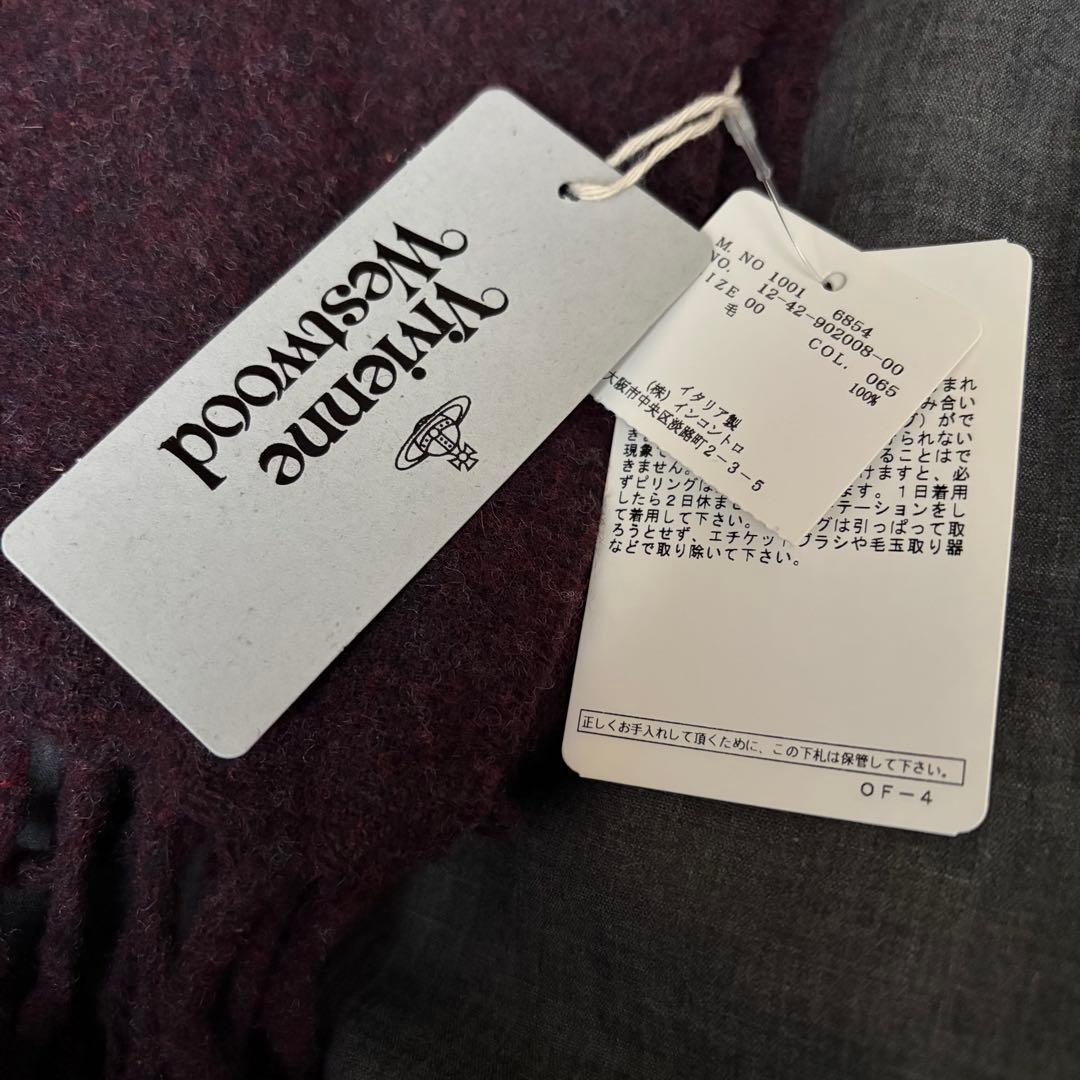 Vivienne
Westwood
M. NO 1001 6854
NO. 12-42-902008-00
IZE 00 COL. 065
毛 100%
イタリア製
(株) インコントロ
大阪市中央区淡路町2-3-5
まれ
み合い
)がで
られない
現象で ることは
きません。 けますと、必
ずピリングは ます。1日着用
したら2日休ま テーションをし
て着用して下さい。 グは引っぱって取
ろうとせず、エチケットブラシや毛玉取り器
などで取り除いて下さい。
正しくお手入れして頂くために、この下札は保管して下さい。
OF-4